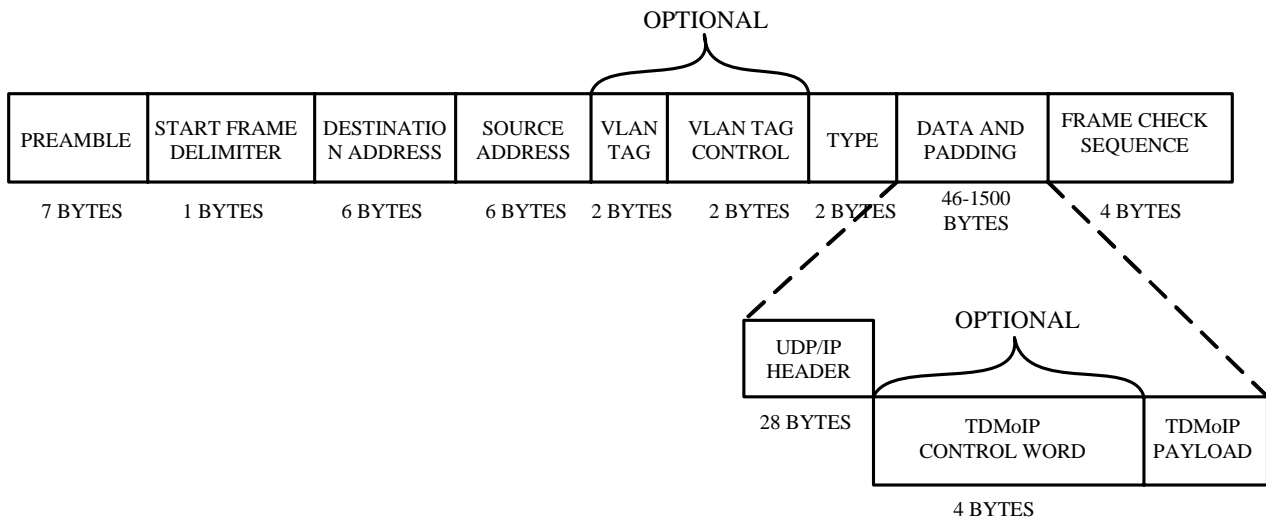 OPTIONAL
PREAMBLE
START FRAME
DELIMITER
DESTINATIO
N ADDRESS
SOURCE
ADDRESS
VLAN
TAG
VLAN TAG
CONTROL
TYPE
DATA AND
PADDING
FRAME CHECK
SEQUENCE
7 BYTES
1 BYTES
6 BYTES
6 BYTES
2 BYTES
2 BYTES
2 BYTES
46-1500
BYTES
4 BYTES
OPTIONAL
UDP/IP
HEADER
28 BYTES
TDMoIP
CONTROL WORD
TDMoIP
PAYLOAD
4 BYTES